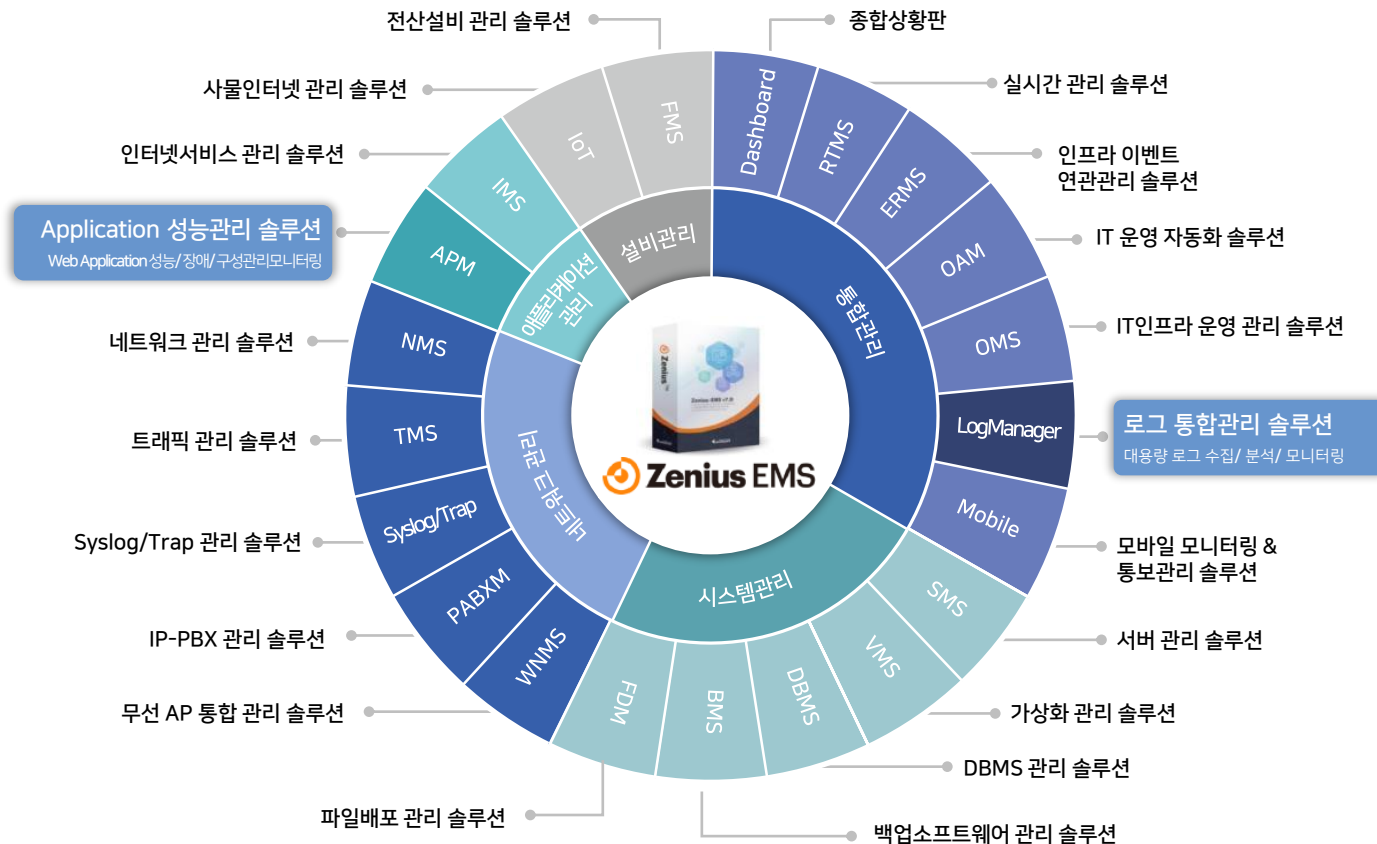 전산설비 관리 솔루션
종합상황판
사물인터넷 관리 솔루션
실시간 관리 솔루션
인터넷서비스 관리 솔루션
인프라 이벤트
연관관리 솔루션
Application 성능관리 솔루션
Web Application 성능/ 장애/ 구성관리모니터링
IT 운영 자동화 솔루션
네트워크 관리 솔루션
IT인프라 운영 관리 솔루션
트래픽 관리 솔루션
로그 통합관리 솔루션
대용량 로그 수집/ 분석/ 모니터링
Syslog/Trap 관리 솔루션
모바일 모니터링 &
통보관리 솔루션
IP-PBX 관리 솔루션
서버 관리 솔루션
무선 AP 통합 관리 솔루션
가상화 관리 솔루션
DBMS 관리 솔루션
파일배포 관리 솔루션
백업소프트웨어 관리 솔루션
Dashboard
RTMS
ERMS
OAM
OMS
LogManager
Mobile
SMS
VMS
DBMS
BMS
FDM
WNMS
PABXM
Syslog/Trap
TMS
NMS
APM
IMS
IoT
FMS
통합관리
시스템관리
네트워크 관리
애플리케이션
관리
설비관리
Zenius
Zenius EMS v7.0
Zenius EMS